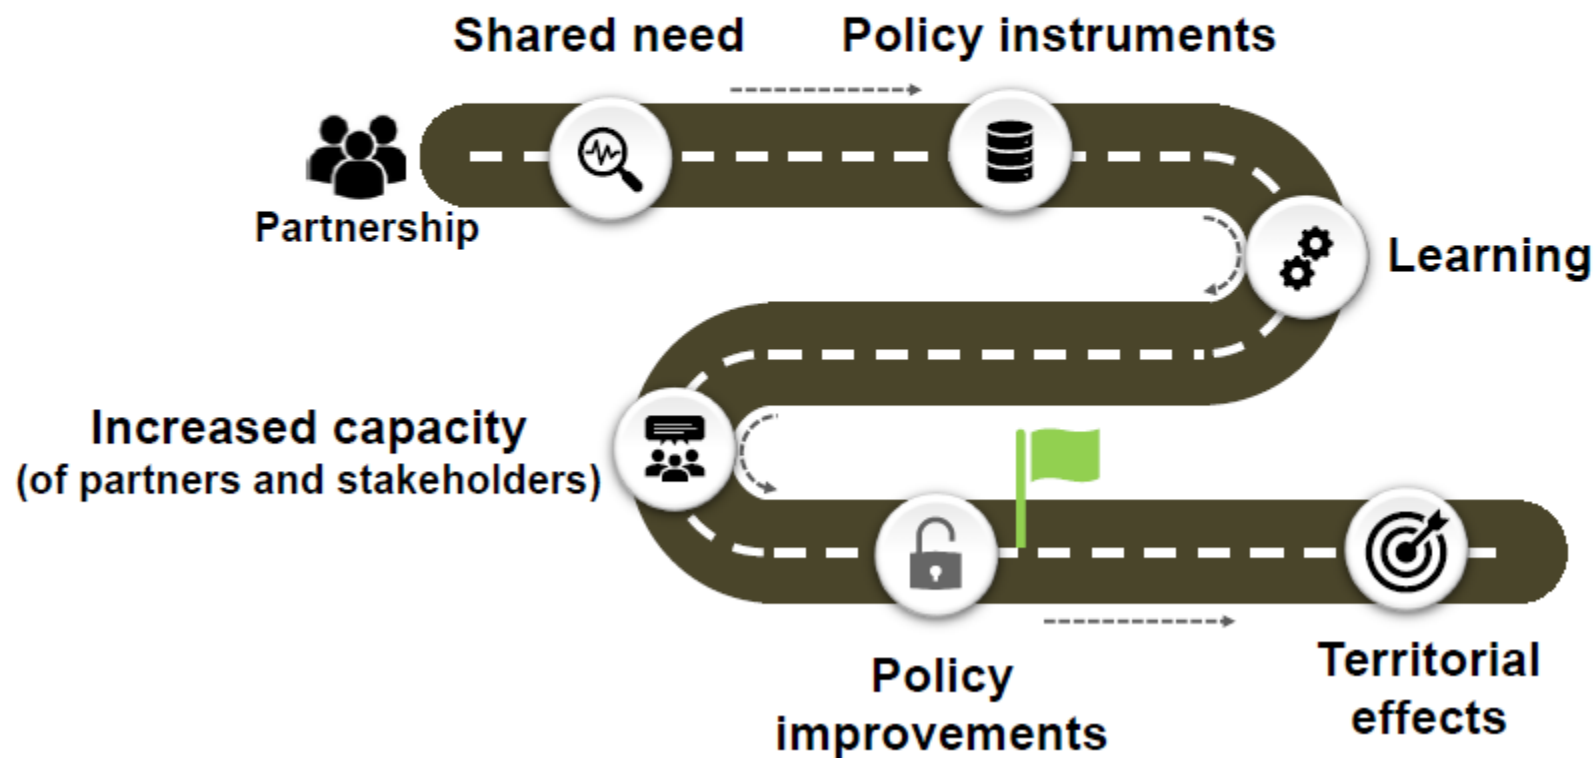 Shared need
Policy instruments
Partnership
Learning
Increased capacity
(of partners and stakeholders)
Policy
improvements
Territorial
effects